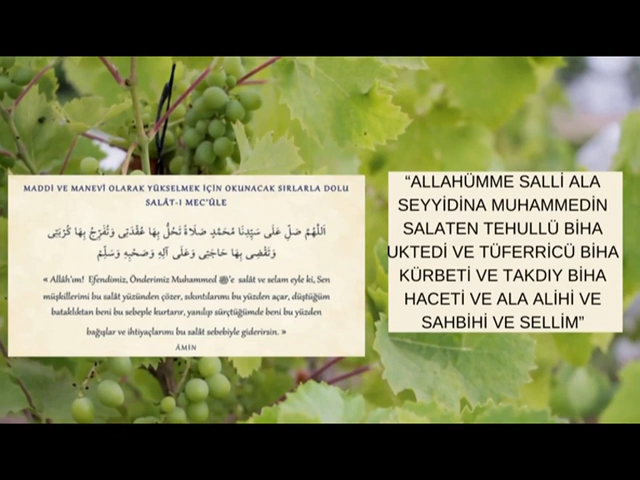 MADDİ VE MANEVİ OLARAK YÜKSELMEK İÇİN OKUNACAK SIRLARLA DOLU
SALÂT-I MEC'ÛLE
اَللّٰهُمَّ صَلِّ عَلَى سَيِّدِنَا مُحَمَّدٍ صَلَاةً تَحُلُّ بِهَا عُقْدَتِى وَتُفَرِّجُ بِهَا كُرْبَتِى
وَتَقْضِى بِهَا حَاجَتِى وَعَلَى آلِهِ وَصَحْبِهِ وَسَلِّمْ
« Allâh'ım! Efendimiz, Önderimiz Muhammed ﷺ'e salât ve selam eyle ki, Sen
müşkillerimi bu salât yüzünden çözer, sıkıntılarımı bu yüzden açar, düştüğüm
bataklıktan beni bu sebeple kurtarır, yanılıp sürçtüğümde beni bu yüzden
bağışlar ve ihtiyaçlarımı bu salât sebebiyle giderirsin. »
ÂMİN
“ALLAHÜMME SALLİ ALA
SEYYİDİNA MUHAMMEDİN
SALATEN TEHULLÜ BİHA
UKTEDİ VE TÜFERRİCÜ BİHA
KÜRBETİ VE TAKDIY BİHA
HACETİ VE ALA ALİHİ VE
SAHBİHİ VE SELLİM”